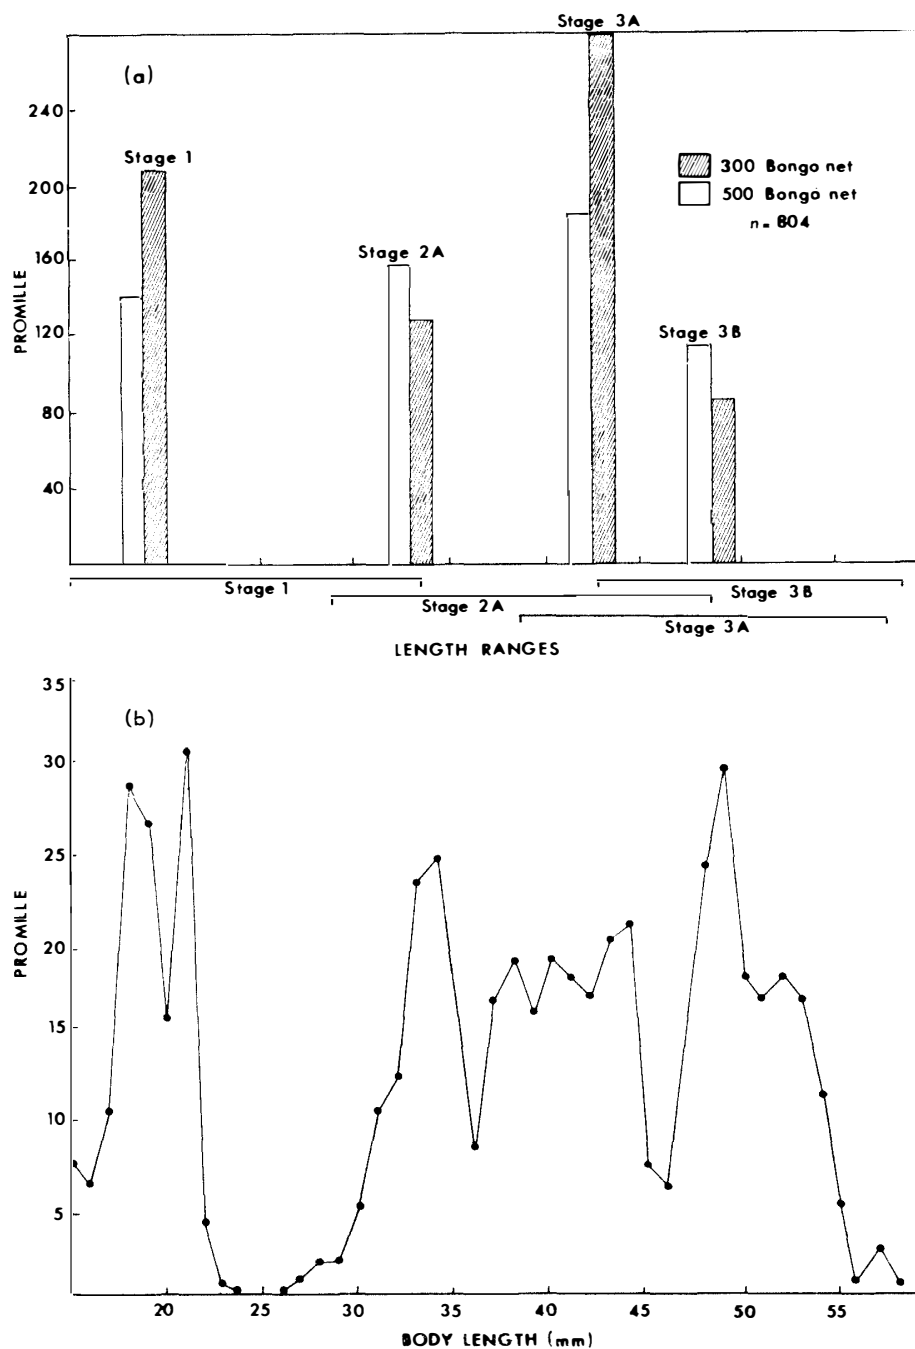 Stage 3A
(a)
240
Stage 1
300 Bongo net
200
500 Bongo net
n = 804
Stage 2A
160
PROMILLE
120
Stage 3B
80
40
Stage 1
Stage 3B
Stage 2A
Stage 3A
LENGTH RANGES
35
(b)
30
25
PROMILLE
20
15
10
5
20 25 30 35 40 45 50 55
BODY LENGTH (mm)